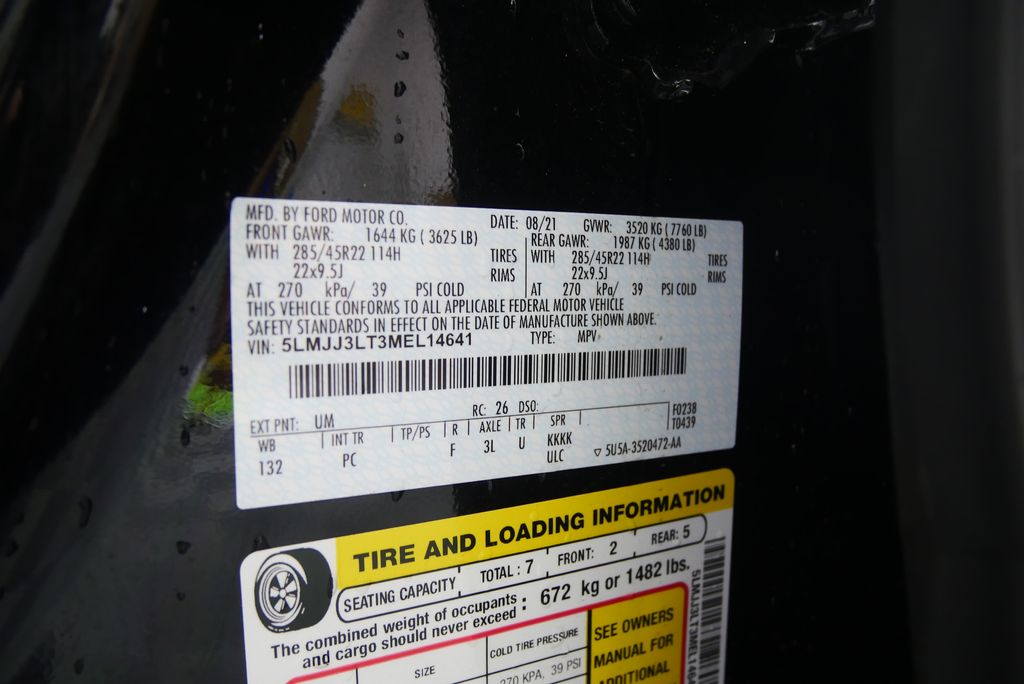 MFD. BY FORD MOTOR CO. DATE: 08/21 GVWR: 3520 KG ( 7760 LB)
FRONT GAWR: 1644 KG ( 3625 LB) REAR GAWR: 1987 KG ( 4380 LB)
WITH 285/45R22 114H TIRES WITH 285/45R22 114H TIRES
22x9.5J RIMS 22x9.5J RIMS
AT 270 kPa/ 39 PSI COLD AT 270 kPa/ 39 PSI COLD
THIS VEHICLE CONFORMS TO ALL APPLICABLE FEDERAL MOTOR VEHICLE
SAFETY STANDARDS IN EFFECT ON THE DATE OF MANUFACTURE SHOWN ABOVE.
VIN: 5LMJJ3LT3MEL14641 TYPE: MPV
EXT PNT: UM RC: 26 DSO: F0238
WB INT TR TP/PS R AXLE TR SPR T0439
132 PC F 3L U KKKK
ULC ▽ 5U5A-3520472-AA
TIRE AND LOADING INFORMATION
SEATING CAPACITY TOTAL : 7 FRONT: 2 REAR: 5
The combined weight of occupants
and cargo should never exceed : 672 kg or 1482 lbs.
SIZE COLD TIRE PRESSURE SEE OWNERS
MANUAL FOR
270 KPA, 39 PSI ADDITIONAL
5LMJJ3LT3MEL1464